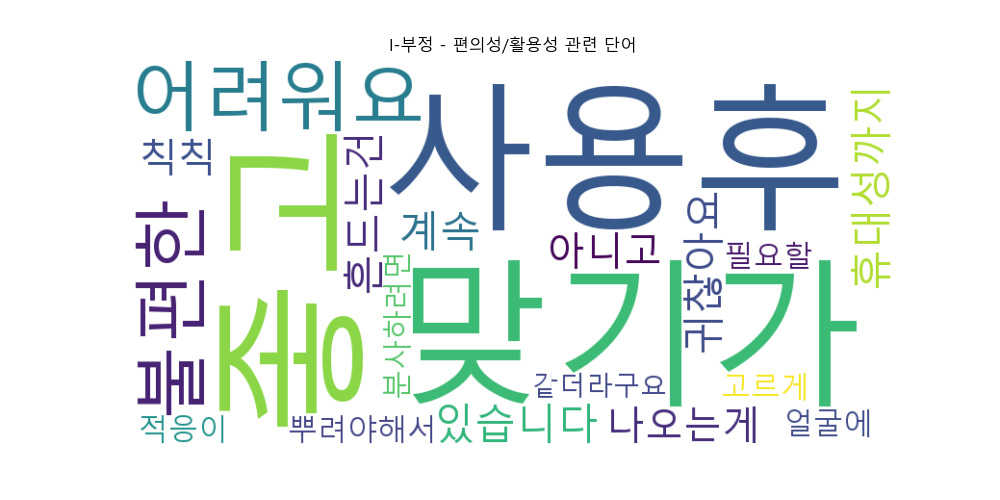 I-부정 - 편의성/활용성 관련 단어
어려워요
사용후
칙칙
좋고
흔드는건
휴대성까지
불편한
계속
아니고
귀찮아요
필요할
분사하려면
맞기가
같더라구요
고르게
적응이
뿌려야해서
있습니다
나오는게
얼굴에